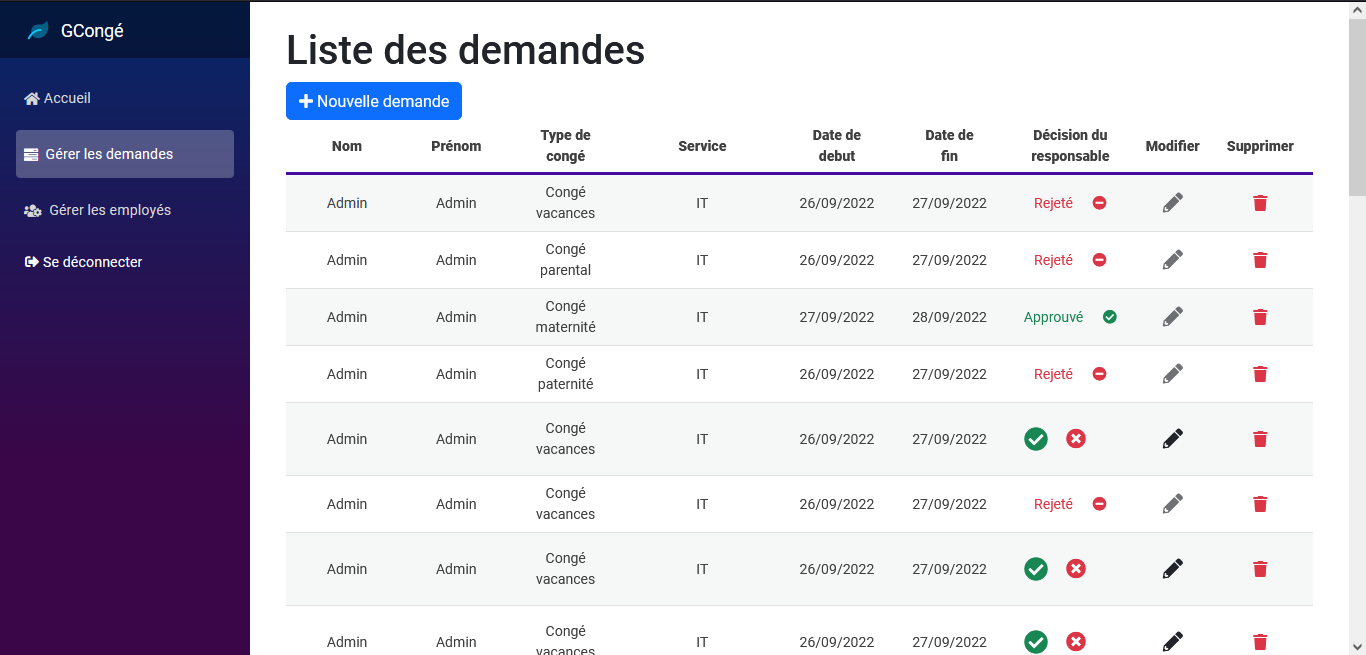 GCongé
Accueil
Gérer les demandes
Gérer les employés
Se déconnecter
Liste des demandes
Nouvelle demande
Nom Prénom Type de congé Service Date de debut Date de fin Décision du responsable Modifier Supprimer
Admin Admin Congé vacances IT 26/09/2022 27/09/2022 Rejeté
Admin Admin Congé parental IT 26/09/2022 27/09/2022 Rejeté
Admin Admin Congé maternité IT 27/09/2022 28/09/2022 Approuvé
Admin Admin Congé paternité IT 26/09/2022 27/09/2022 Rejeté
Admin Admin Congé vacances IT 26/09/2022 27/09/2022
Admin Admin Congé vacances IT 26/09/2022 27/09/2022 Rejeté
Admin Admin Congé vacances IT 26/09/2022 27/09/2022
Admin Admin Congé vacances IT 26/09/2022 27/09/2022